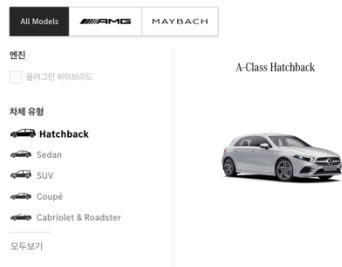 All Models
AMG
MAYBACH
엔진
플러그인 하이브리드
차체 유형
Hatchback
Sedan
SUV
Coupé
Cabriolet & Roadster
모두보기
A-Class Hatchback